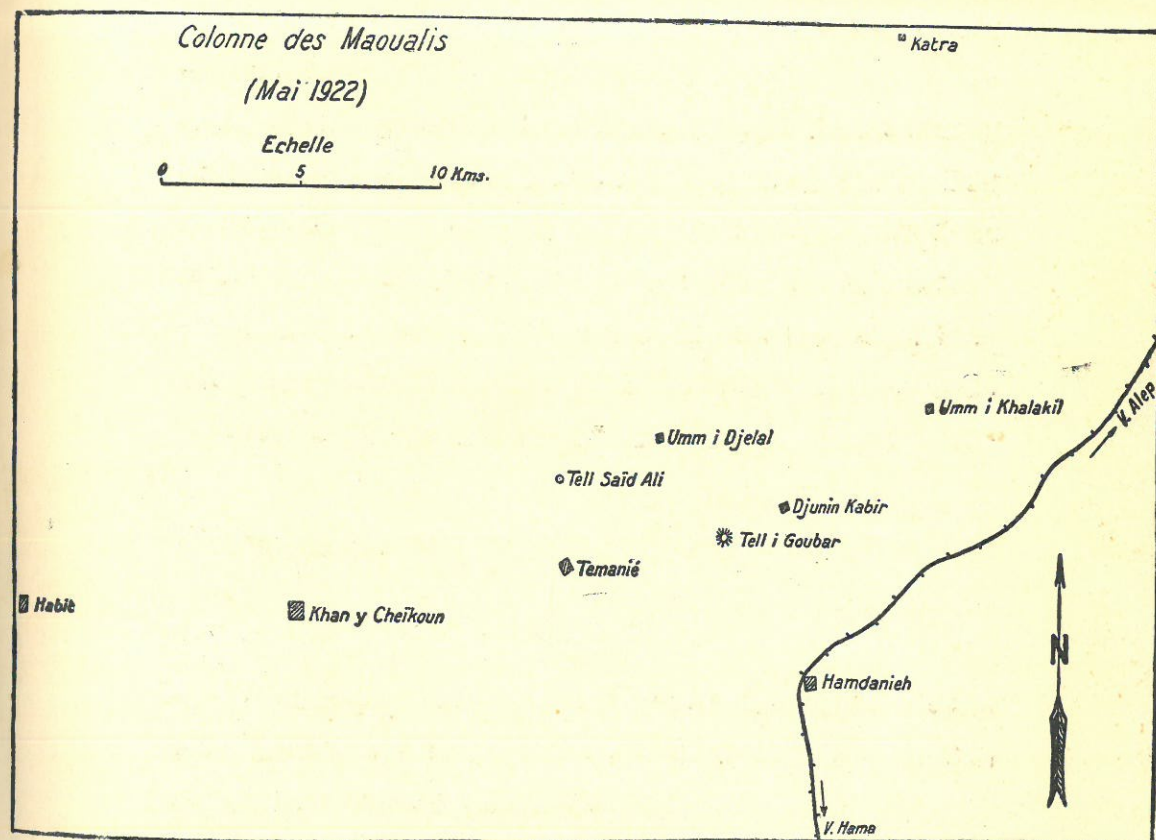 Colonne des Maoualis
(Mai 1922)
Echelle
0 5 10 Kms.
Katra
Umm i Khalakil
V. Alep
Umm i Djelal
Tell Saïd Ali
Djunin Kabir
Tell i Goubar
Temanié
Habit
Khan y Cheïkoun
N
Hamdanieh
V. Hama